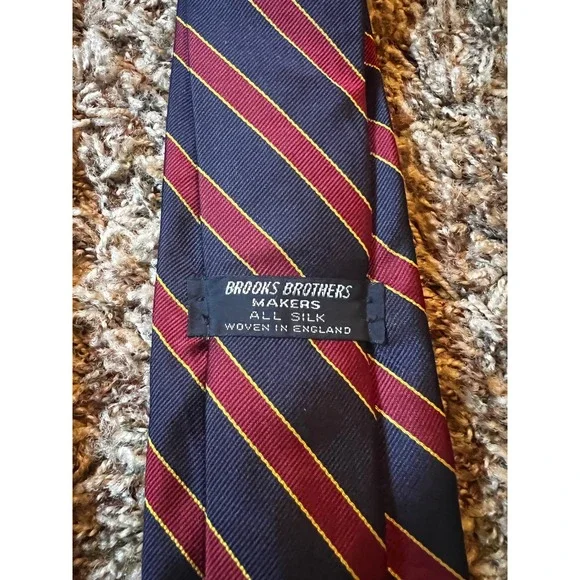 BROOKS BROTHERS
MAKERS
ALL SILK
WOVEN IN ENGLAND